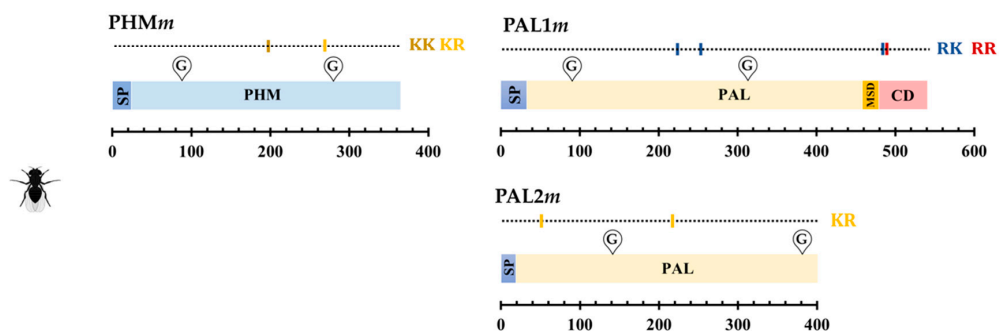 PHMm
KK KR
G G
SP PHM
0 100 200 300 400
PAL1m
RK RR
G G
SP PAL MSD CD
0 100 200 300 400 500 600
PAL2m
KR
G G
SP PAL
0 100 200 300 400